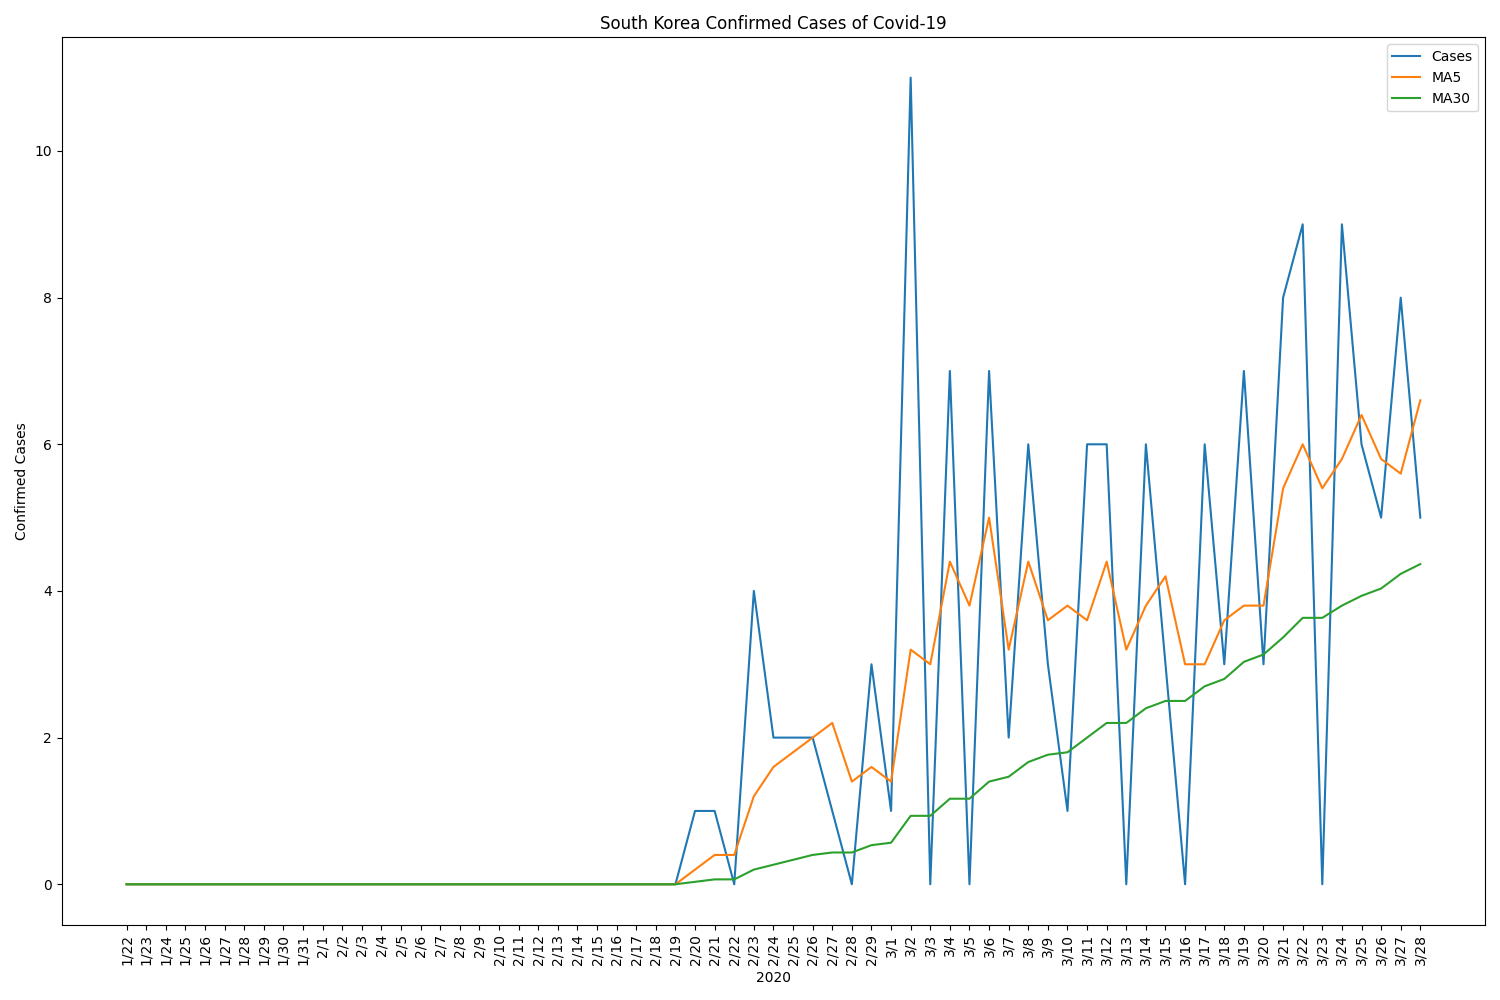 South Korea Confirmed Cases of Covid-19
Cases
MA5
MA30
10
8
6
4
2
0
Confirmed Cases
1/22 1/23 1/24 1/25 1/26 1/27 1/28 1/29 1/30 1/31 2/1 2/2 2/3 2/4 2/5 2/6 2/7 2/8 2/9 2/10 2/11 2/12 2/13 2/14 2/15 2/16 2/17 2/18 2/19 2/20 2/21 2/22 2/23 2/24 2/25 2/26 2/27 2/28 2/29 3/1 3/2 3/3 3/4 3/5 3/6 3/7 3/8 3/9 3/10 3/11 3/12 3/13 3/14 3/15 3/16 3/17 3/18 3/19 3/20 3/21 3/22 3/23 3/24 3/25 3/26 3/27 3/28
2020